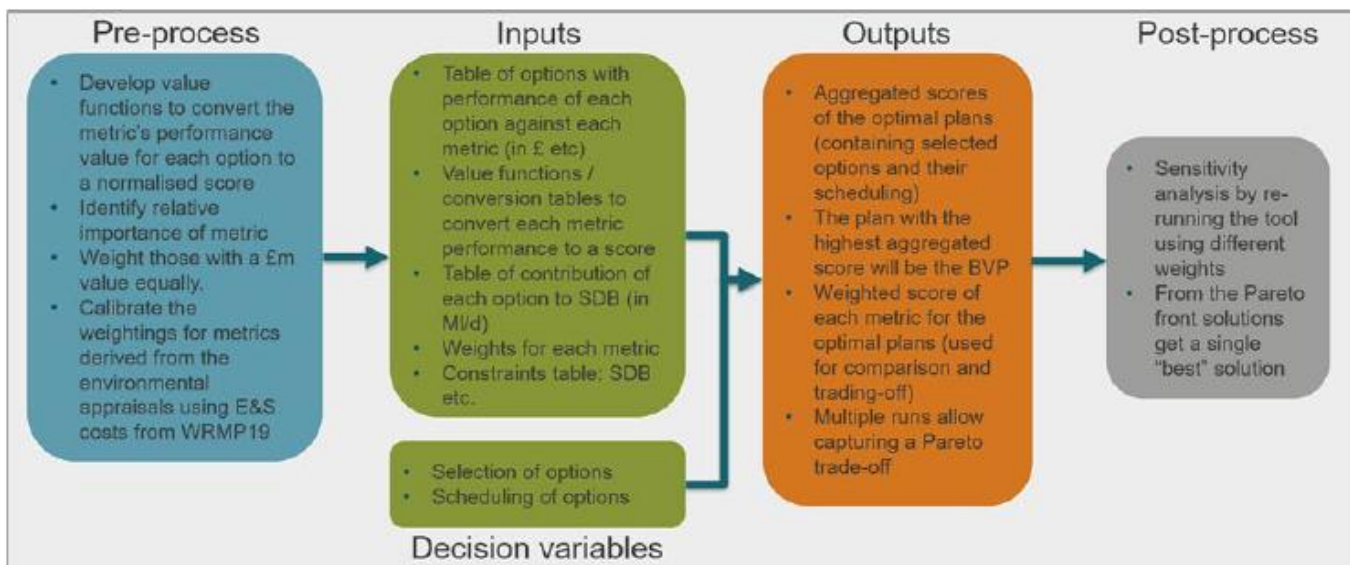 Pre-process
• Develop value
functions to convert the
metric's performance
value for each option to
a normalised score
• Identify relative
importance of metric
• Weight those with a £m
value equally.
• Calibrate the
weightings for metrics
derived from the
environmental
appraisals using E&S
costs from WRMP19
Inputs
• Table of options with
performance of each
option against each
metric (in £ etc)
• Value functions /
conversion tables to
convert each metric
performance to a score
• Table of contribution of
each option to SDB (in
Ml/d)
• Weights for each metric
• Constraints table: SDB
etc.
• Selection of options
• Scheduling of options
Decision variables
Outputs
• Aggregated scores
of the optimal plans
(containing selected
options and their
scheduling)
• The plan with the
highest aggregated
score will be the BVP
• Weighted score of
each metric for the
optimal plans (used
for comparison and
trading-off)
• Multiple runs allow
capturing a Pareto
trade-off
Post-process
• Sensitivity
analysis by re-
running the tool
using different
weights
• From the Pareto
front solutions
get a single
"best" solution